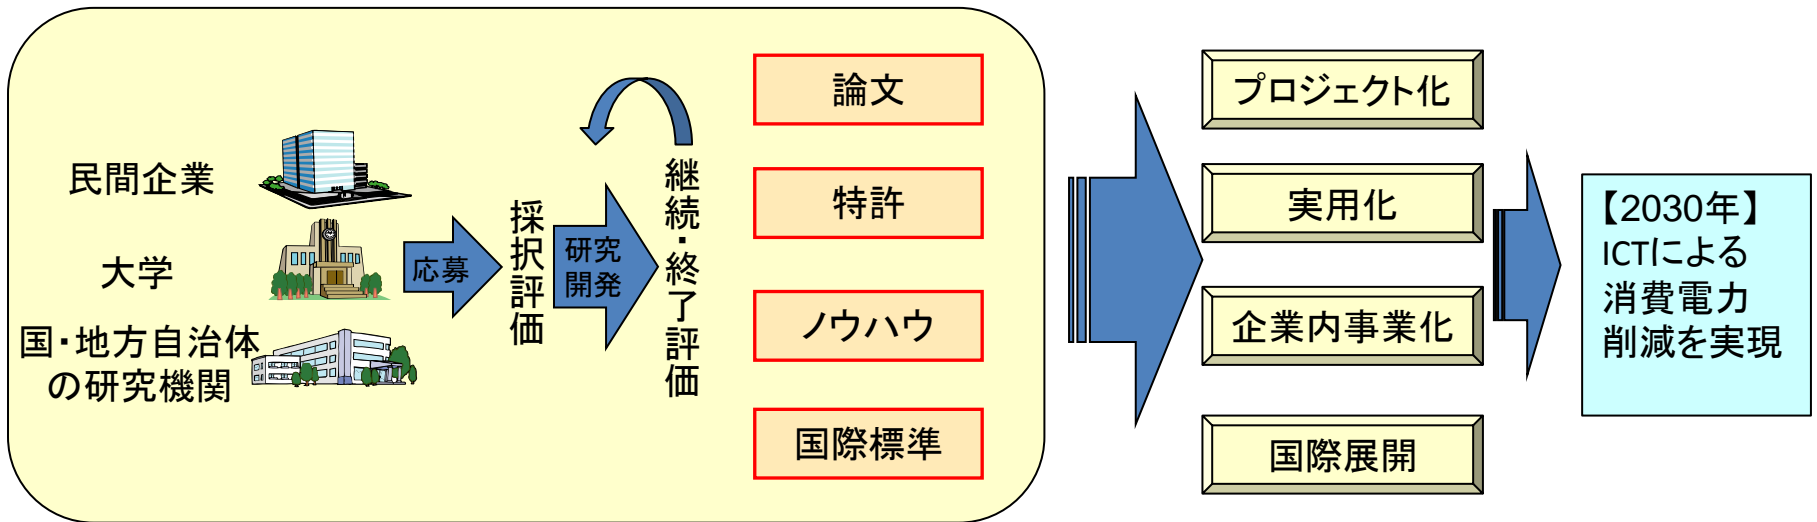 民間企業
大学
国・地方自治体
の研究機関
応募
採択評価
研究
開発
継続・終了評価
論文
特許
ノウハウ
国際標準
プロジェクト化
実用化
企業内事業化
国際展開
【2030年】
ICTによる
消費電力
削減を実現